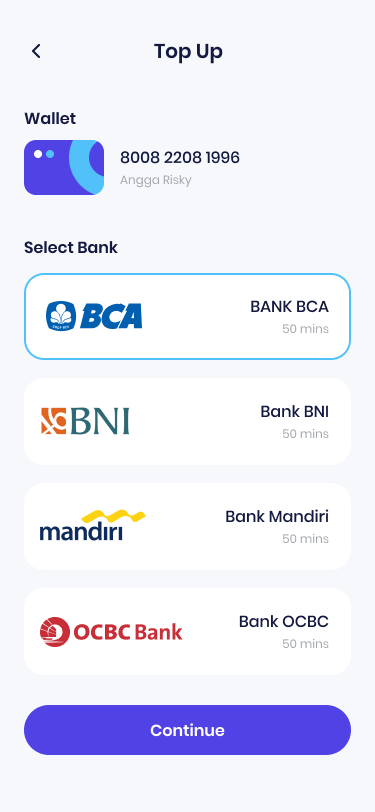 Top Up
Wallet
8008 2208 1996
Angga Risky
Select Bank
BCA
BANK BCA
50 mins
BNI
Bank BNI
50 mins
mandiri
Bank Mandiri
50 mins
OCBC Bank
Bank OCBC
50 mins
Continue